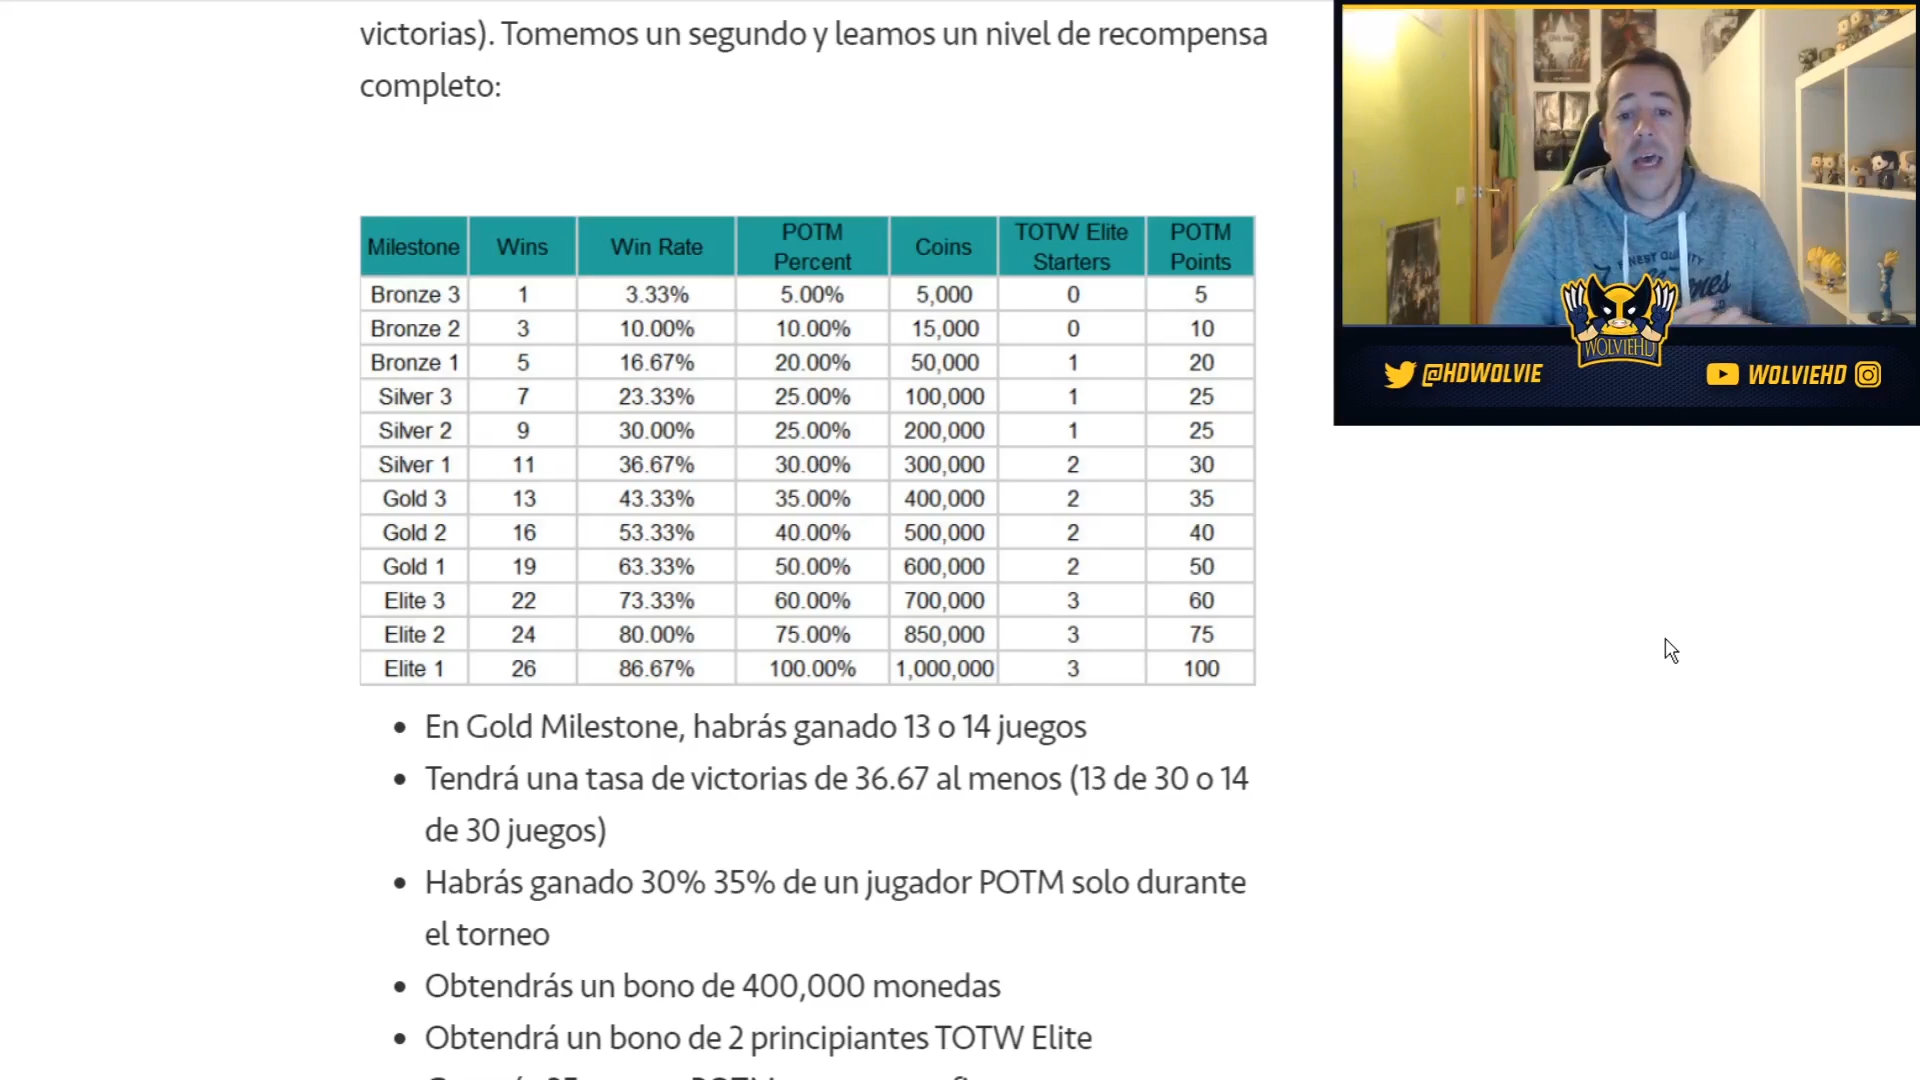 victorias). Tomemos un segundo y leamos un nivel de recompensa
completo:
Milestone Wins Win Rate POTM Percent Coins TOTW Elite Starters POTM Points
Bronze 3 1 3.33% 5.00% 5,000 0 5
Bronze 2 3 10.00% 10.00% 15,000 0 10
Bronze 1 5 16.67% 20.00% 50,000 1 20
Silver 3 7 23.33% 25.00% 100,000 1 25
Silver 2 9 30.00% 25.00% 200,000 1 25
Silver 1 11 36.67% 30.00% 300,000 2 30
Gold 3 13 43.33% 35.00% 400,000 2 35
Gold 2 16 53.33% 40.00% 500,000 2 40
Gold 1 19 63.33% 50.00% 600,000 2 50
Elite 3 22 73.33% 60.00% 700,000 3 60
Elite 2 24 80.00% 75.00% 850,000 3 75
Elite 1 26 86.67% 100.00% 1,000,000 3 100
• En Gold Milestone, habrás ganado 13 o 14 juegos
• Tendrá una tasa de victorias de 36.67 al menos (13 de 30 o 14
de 30 juegos)
• Habrás ganado 30% 35% de un jugador POTM solo durante
el torneo
• Obtendrás un bono de 400,000 monedas
• Obtendrá un bono de 2 principiantes TOTW Elite
WOLVIEHD
@HDWOLVIE
WOLVIEHD